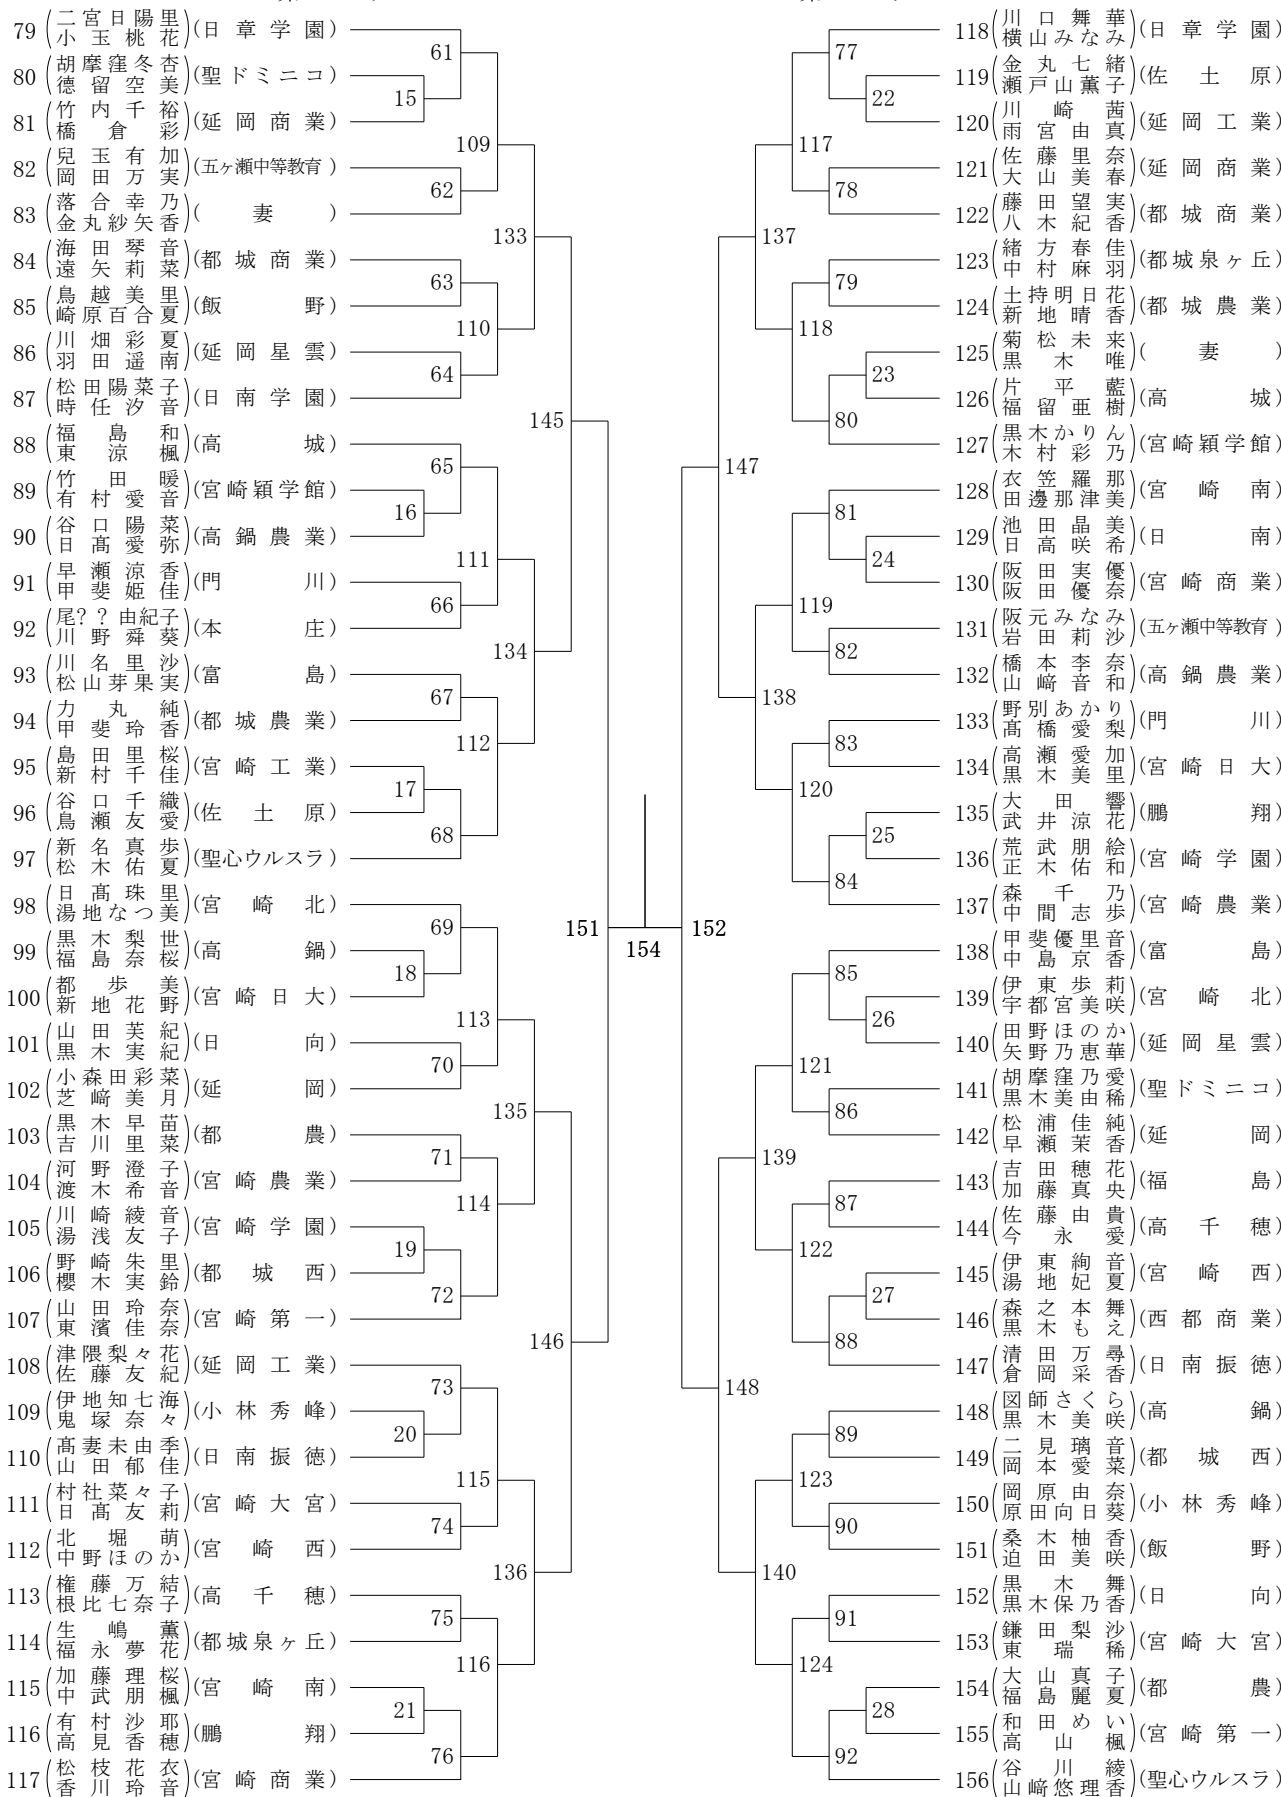 79 (二宮日陽里 小玉桃花) (日章学園)
80 (胡摩窪冬杏 德留空美) (聖ドミニコ)
81 (竹内千裕 橋倉彩) (延岡商業)
82 (兒玉有加 岡田万実) (五ヶ瀬中等教育)
83 (落合幸乃 金丸紗矢香) (妻)
84 (海田琴音 遠矢莉菜) (都城商業)
85 (鳥越美里 崎原百合夏) (飯野)
86 (川畑彩夏 羽田遥南) (延岡星雲)
87 (松田陽菜子 時任汐音) (日南学園)
88 (福島和 東涼楓) (高城)
89 (竹田暖 有村愛音) (宮崎穎学館)
90 (谷口陽菜 日髙愛弥) (高鍋農業)
91 (早瀬涼香 甲斐姫佳) (門川)
92 (尾?？由紀子 川野舜葵) (本庄)
93 (川名里沙 松山芽果実) (富島)
94 (力丸純 甲斐玲香) (都城農業)
95 (島田里桜 新村千佳) (宮崎工業)
96 (谷口千織 鳥瀬友愛) (佐土原)
97 (新名真歩 松木佑夏) (聖心ウルスラ)
98 (日髙珠里 湯地なつ美) (宮崎北)
99 (黒木梨世 福島奈桜) (高鍋)
100 (都歩美 新地花野) (宮崎日大)
101 (山田芙紀 黒木実紀) (日向)
102 (小森田彩菜 芝﨑美月) (延岡)
103 (黒木早苗 吉川里菜) (都農)
104 (河野澄子 渡木希音) (宮崎農業)
105 (川崎綾音 湯浅友子) (宮崎学園)
106 (野崎朱里 櫻木実鈴) (都城西)
107 (山田玲奈 東濱佳奈) (宮崎第一)
108 (津隈梨々花 佐藤友紀) (延岡工業)
109 (伊地知七海 鬼塚奈々) (小林秀峰)
110 (髙妻未由季 山田郁佳) (日南振徳)
111 (村社菜々子 日髙友莉) (宮崎大宮)
112 (北堀萌 中野ほのか) (宮崎西)
113 (権藤万結 根比七奈子) (高千穂)
114 (生嶋薫 福永夢花) (都城泉ヶ丘)
115 (加藤理桜 中武朋楓) (宮崎南)
116 (有村沙耶 高見香穂) (鵬翔)
117 (松枝花衣 香川玲音) (宮崎商業)
61
15
109
62
133
63
110
64
145
65
16
111
66
134
67
112
17
68
151
69
18
113
70
135
71
114
19
72
146
73
20
115
74
136
75
116
21
76
154
152
77
22
117
78
137
79
118
23
80
147
81
24
119
82
138
83
120
25
84
85
26
121
86
139
87
122
27
88
148
89
123
90
140
91
124
28
92
118 (川口舞華 横山みなみ) (日章学園)
119 (金丸七緒 瀬戸山薫子) (佐土原)
120 (川崎茜 雨宮由真) (延岡工業)
121 (佐藤里奈 大山美春) (延岡商業)
122 (藤田望実 八木紀香) (都城商業)
123 (緒方春佳 中村麻羽) (都城泉ヶ丘)
124 (土持明日花 新地晴香) (都城農業)
125 (菊松未来 黒木唯) (妻)
126 (片平藍 福留亜樹) (高城)
127 (黒木かりん 木村彩乃) (宮崎穎学館)
128 (衣笠羅那 田邊那津美) (宮崎南)
129 (池田晶美 日高咲希) (日南)
130 (阪田実優 阪田優奈) (宮崎商業)
131 (阪元みなみ 岩田莉沙) (五ヶ瀬中等教育)
132 (橋本李奈 山﨑音和) (高鍋農業)
133 (野別あかり 髙橋愛梨) (門川)
134 (高瀬愛加 黒木美里) (宮崎日大)
135 (大田響 武井涼花) (鵬翔)
136 (荒武朋絵 正木佑和) (宮崎学園)
137 (森千乃 中間志歩) (宮崎農業)
138 (甲斐優里音 中島京香) (富島)
139 (伊東歩莉 宇都宮美咲) (宮崎北)
140 (田野ほのか 矢野乃恵華) (延岡星雲)
141 (胡摩窪乃愛 黒木美由稀) (聖ドミニコ)
142 (松浦佳純 早瀬茉香) (延岡)
143 (吉田穂花 加藤真央) (福島)
144 (佐藤由貴 今永愛) (高千穂)
145 (伊東絢音 湯地妃夏) (宮崎西)
146 (森之本舞 黒木もえ) (西都商業)
147 (清田万尋 倉岡采香) (日南振徳)
148 (図師さくら 黒木美咲) (高鍋)
149 (二見璃音 岡本愛菜) (都城西)
150 (岡原由奈 原田向日葵) (小林秀峰)
151 (桑木柚香 迫田美咲) (飯野)
152 (黒木舞 黒木保乃香) (日向)
153 (鎌田梨沙 東瑞稀) (宮崎大宮)
154 (大山真子 福島麗夏) (都農)
155 (和田めい 高山楓) (宮崎第一)
156 (谷川綾 山﨑悠理香) (聖心ウルスラ)